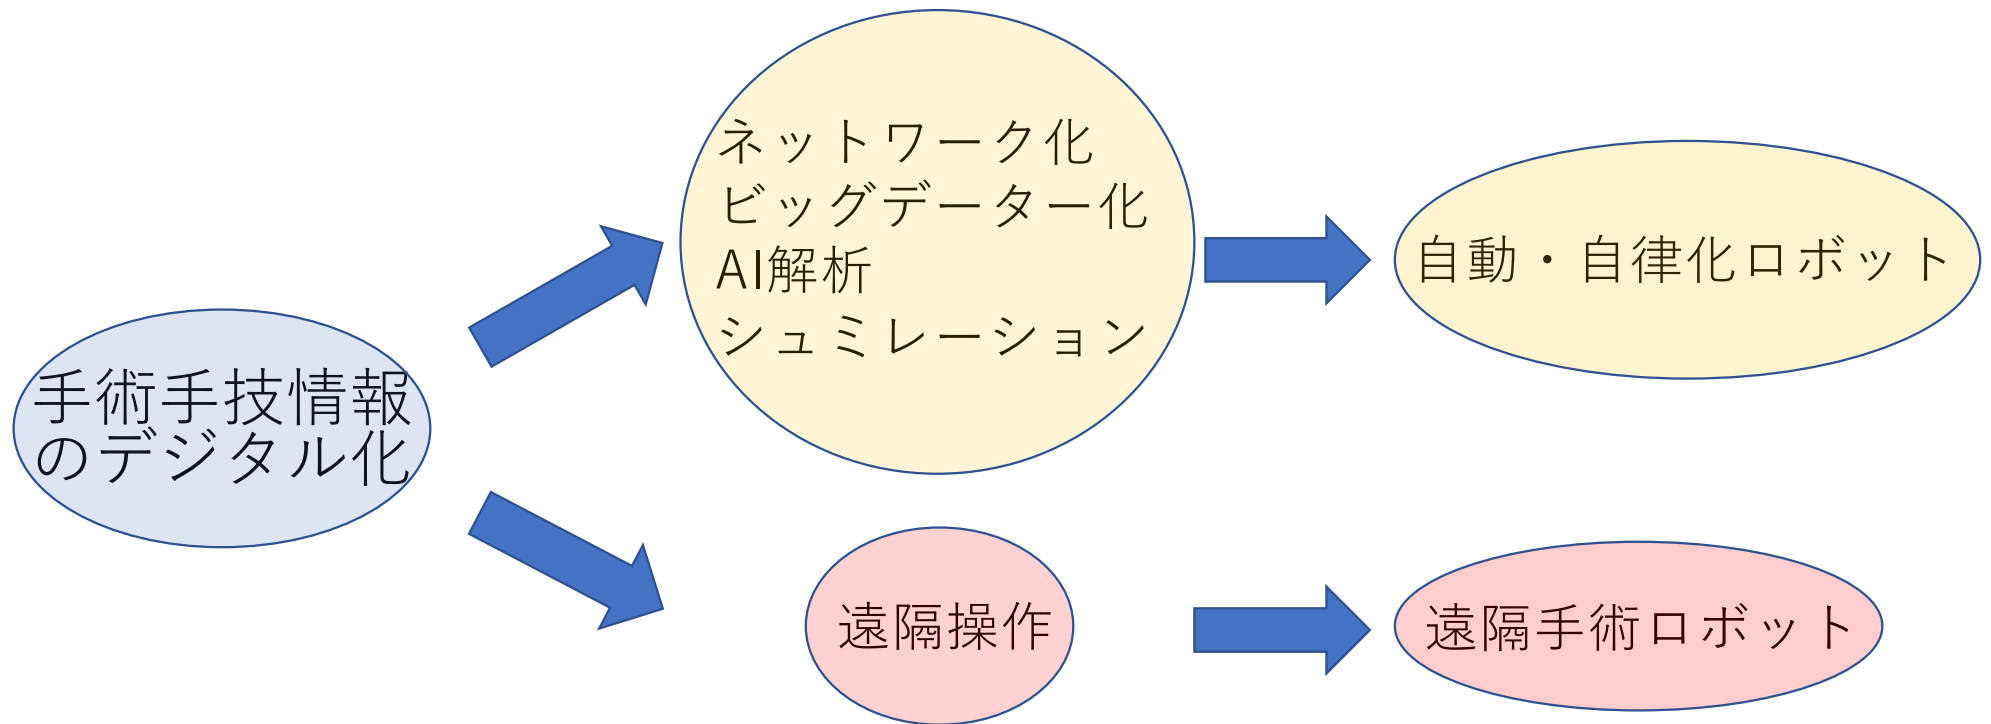 手術手技情報
のデジタル化
ネットワーク化
ビッグデーター化
AI解析
シュミレーション
自動・自律化ロボット
遠隔操作
遠隔手術ロボット